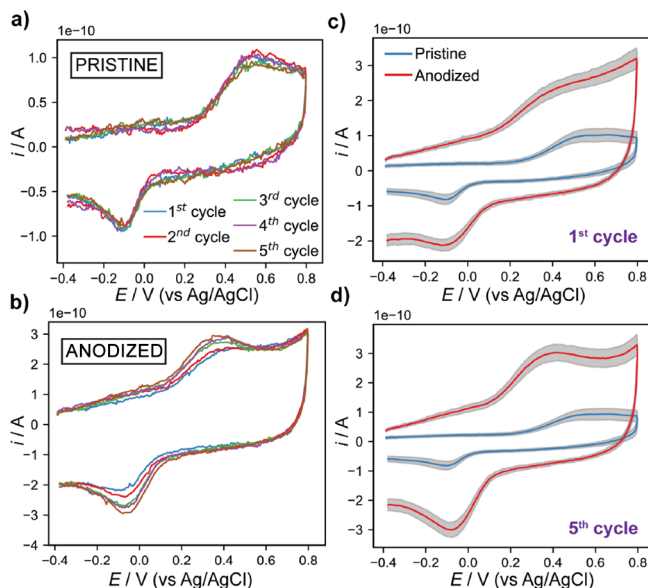 a)
1e−10
PRISTINE
1.0
0.5
0.0
−0.5
−1.0
i / A
1st cycle
2nd cycle
3rd cycle
4th cycle
5th cycle
−0.4 −0.2 0.0 0.2 0.4 0.6 0.8
E / V (vs Ag/AgCl)
b)
1e−10
ANODIZED
3
2
1
0
−1
−2
−3
−4
i / A
−0.4 −0.2 0.0 0.2 0.4 0.6 0.8
E / V (vs Ag/AgCl)
c)
1e−10
Pristine
Anodized
3
2
1
0
−1
−2
i / A
1st cycle
−0.4 −0.2 0.0 0.2 0.4 0.6 0.8
E / V (vs Ag/AgCl)
d)
1e−10
3
2
1
0
−1
−2
−3
i / A
5th cycle
−0.4 −0.2 0.0 0.2 0.4 0.6 0.8
E / V (vs Ag/AgCl)